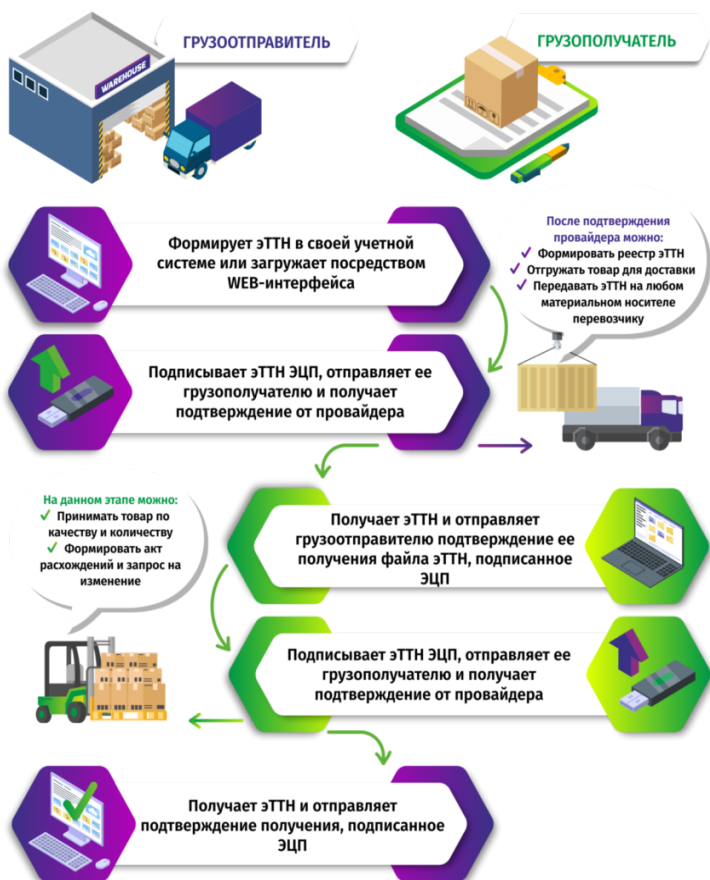 ГРУЗООТПРАВИТЕЛЬ
ГРУЗОПОЛУЧАТЕЛЬ
WAREHOUSE
Формирует эТТН в своей учетной
системе или загружает посредством
WEB-интерфейса
После подтверждения
провайдера можно:
✓ Формировать реестр эТТН
✓ Отгружать товар для доставки
✓ Передавать эТТН на любом
материальном носителе
перевозчику
Подписывает эТТН ЭЦП, отправляет ее
грузополучателю и получает
подтверждение от провайдера
На данном этапе можно:
✓ Принимать товар по
качеству и количеству
✓ Формировать акт
расхождений и запрос на
изменение
Получает эТТН и отправляет
грузоотправителю подтверждение ее
получения файла эТТН, подписанное
ЭЦП
Подписывает эТТН ЭЦП, отправляет ее
грузополучателю и получает
подтверждение от провайдера
Получает эТТН и отправляет
подтверждение получения, подписанное
ЭЦП